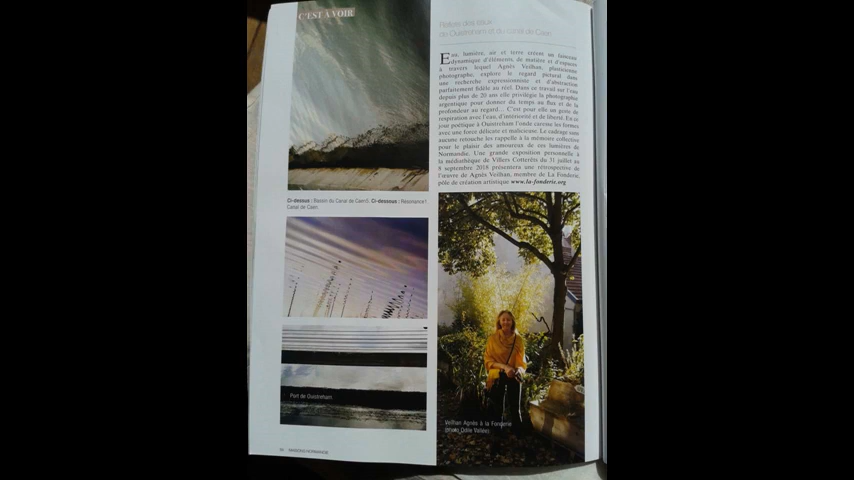 C'EST À VOIR
Reflets des eaux
de Ouistreham et du canal de Caen
Eau, lumière, air et terre créent un faisceau
dynamique d'éléments, de matière et d'espaces
à travers lequel Agnès Veilhan, plasticienne
photographe, explore le regard pictural dans
une recherche expressionniste et d'abstraction
parfaitement fidèle au réel. Dans ce travail sur l'eau
depuis plus de 20 ans elle privilégie la photographie
argentique pour donner du temps au flux et de la
profondeur au regard… C'est pour elle un geste de
respiration avec l'eau, d'intériorité et de liberté. En ce
jour poétique à Ouistreham l'onde caresse les formes
avec une force délicate et malicieuse. Le cadrage sans
aucune retouche les rappelle à la mémoire collective
pour le plaisir des amoureux de ces lumières de
Normandie. Une grande exposition personnelle à
la médiathèque de Villers Cotterêts du 31 juillet au
8 septembre 2018 présentera une rétrospective de
l'œuvre de Agnès Veilhan, membre de La Fonderie,
pôle de création artistique www.la-fonderie.org
Ci-dessus : Bassin du Canal de Caen5. Ci-dessous : Resonance1
Canal de Caen.
Port de Ouistreham
Veilhan Agnès à la Fonderie
photo Odile
NORMANDIE